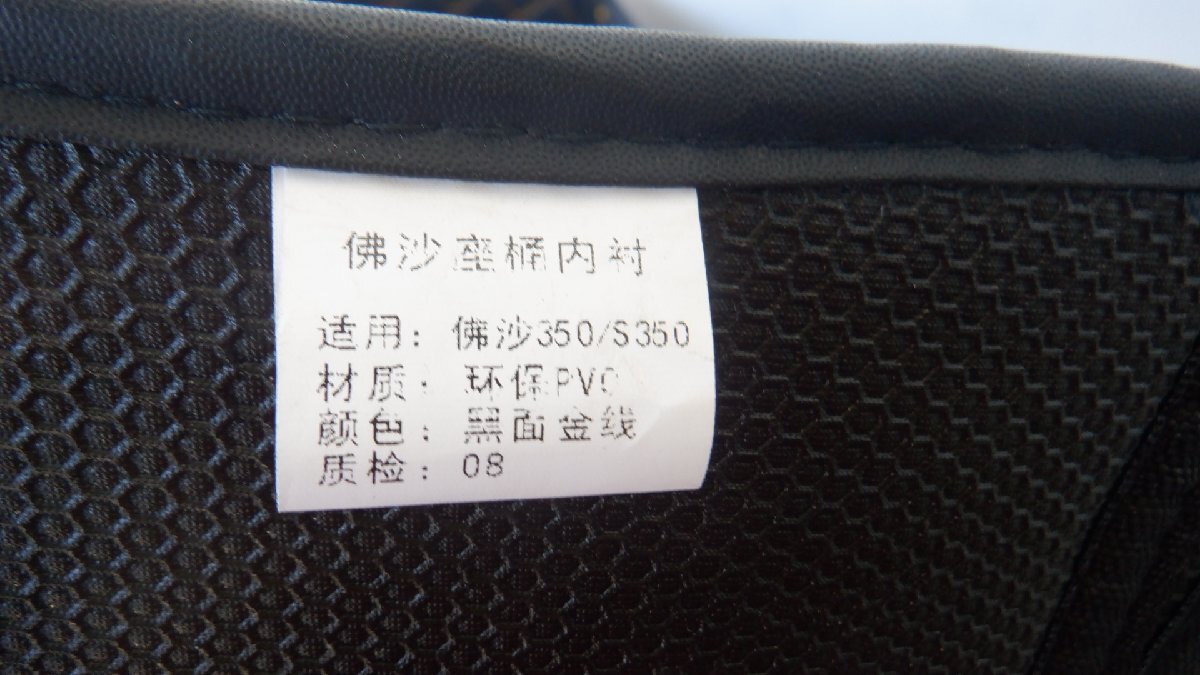 佛沙座桶内衬
适用：佛沙350/S350
材质：环保PVC
颜色：黑面金线
质检：08